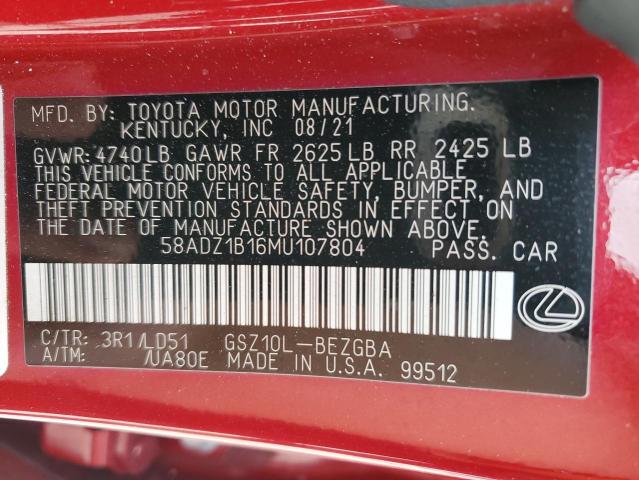 MFD. BY: TOYOTA MOTOR MANUFACTURING.
KENTUCKY, INC 08/21
GVWR: 4740LB GAWR FR 2625LB RR 2425 LB
THIS VEHICLE CONFORMS TO ALL APPLICABLE
FEDERAL MOTOR VEHICLE SAFETY, BUMPER, AND
THEFT PREVENTION STANDARDS IN EFFECT ON
THE DATE OF MANUFACTURE SHOWN ABOVE.
58ADZ1B16MU107804 PASS. CAR
C/TR: 3R1/LD51 GSZ10L-BEZGBA
A/TM: /UA80E MADE IN U.S.A. 99512